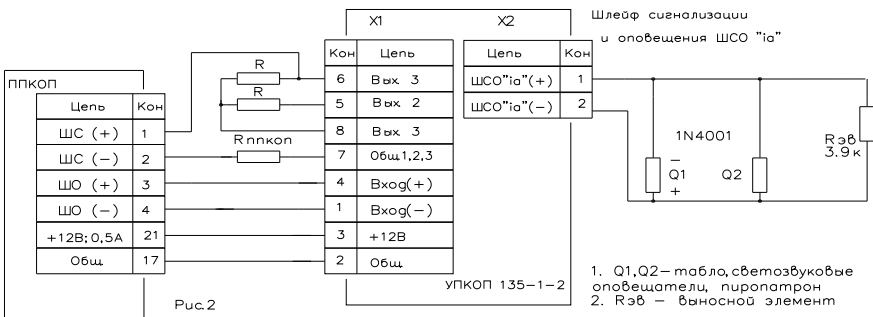 X1 X2 Шлейф сигнализации
и оповещения ШСО "ia"
Кон Цепь Цепь Кон
R 6 Вых 3 ШСО"ia"(+) 1
ППКОП
R 5 Вых 2 ШСО"ia"(−) 2
Цепь Кон
ШС (+) 1 8 Вых 3 1N4001
Rппкоп Rэв
3.9к
ШС (−) 2 7 Общ1,2,3
−
Q1 Q2
+
ШО (+) 3 4 Вход(+)
ШО (−) 4 1 Вход(−)
+12В;0,5А 21 3 +12В
Общ 17 2 Общ
1. Q1,Q2−табло,светозвуковые
оповещатели, пиропатрон
2. Rэв − выносной элемент
УПКОП 135-1-2
Рис.2